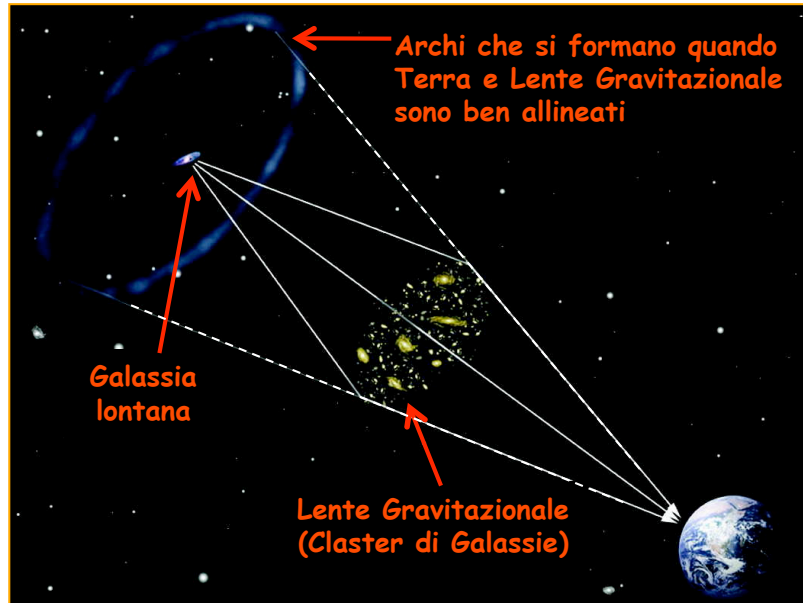 Archi che si formano quando
Terra e Lente Gravitazionale
sono ben allineati
Galassia
lontana
Lente Gravitazionale
(Claster di Galassie)